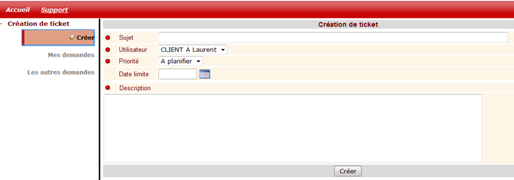 Accueil Support
Création de ticket
Créer
Mes demandes
Les autres demandes
Création de ticket
Sujet
Utilisateur CLIENT A Laurent
Priorité A planifier
Date limite
Description
Créer